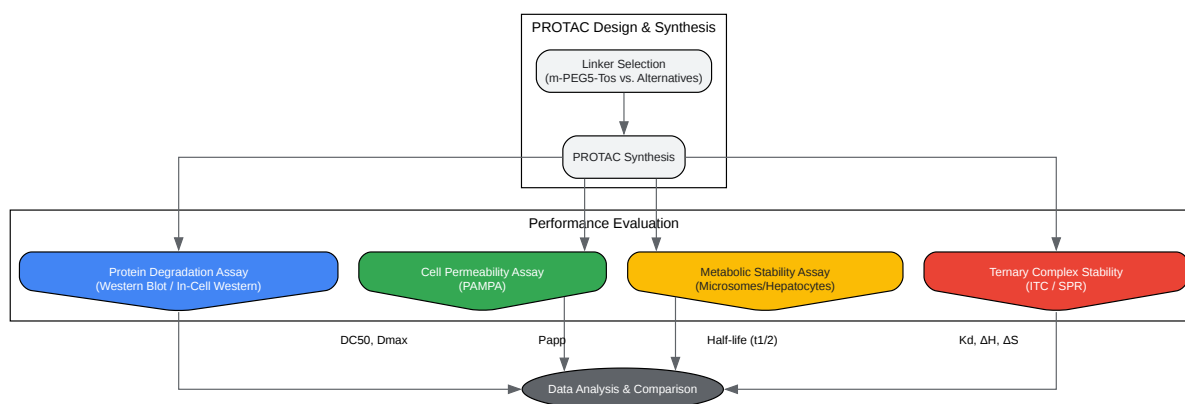 PROTAC Design & Synthesis
Linker Selection
(m-PEG5-Tos vs. Alternatives)
PROTAC Synthesis
Performance Evaluation
Protein Degradation Assay
(Western Blot / In-Cell Western)
Cell Permeability Assay
(PAMPA)
Metabolic Stability Assay
(Microsomes/Hepatocytes)
Ternary Complex Stability
(ITC / SPR)
DC50, Dmax
Papp
Half-life (t1/2)
Kd, ΔH, ΔS
Data Analysis & Comparison